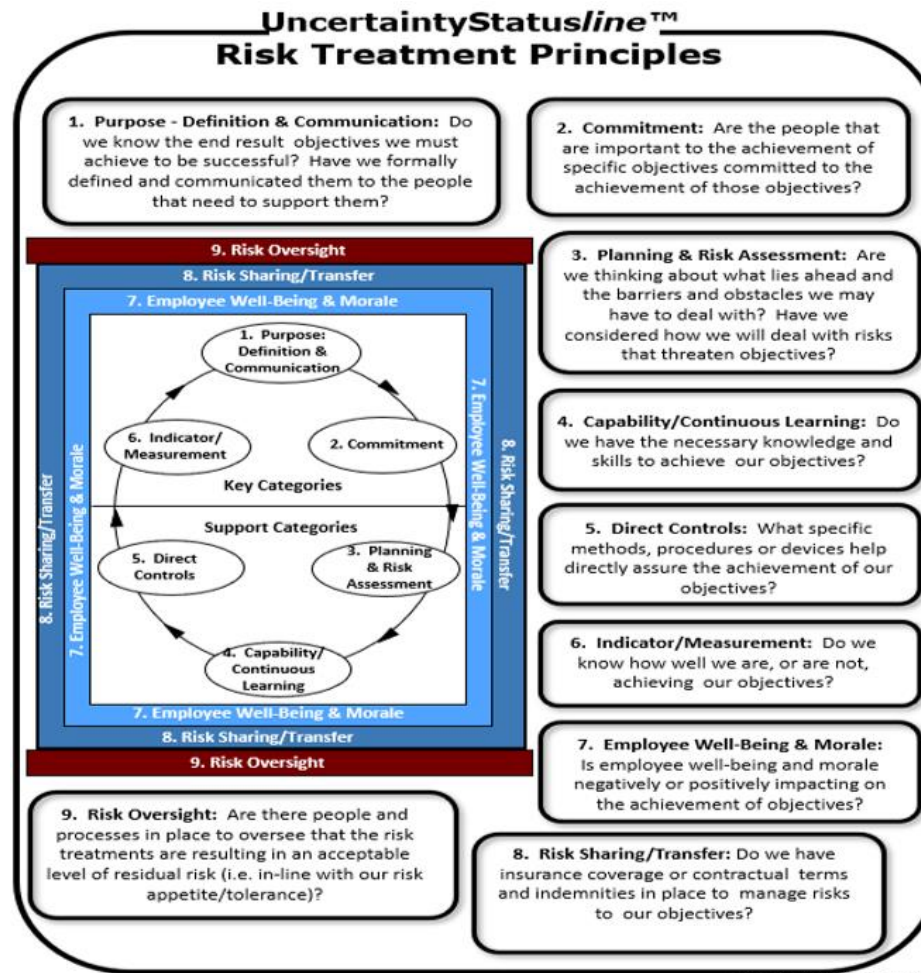 UncertaintyStatusline™
Risk Treatment Principles
1. Purpose - Definition & Communication: Do
we know the end result objectives we must
achieve to be successful? Have we formally
defined and communicated them to the people
that need to support them?
2. Commitment: Are the people that
are important to the achievement of
specific objectives committed to the
achievement of those objectives?
9. Risk Oversight
8. Risk Sharing/Transfer
7. Employee Well-Being & Morale
1. Purpose:
Definition &
Communication
6. Indicator/
Measurement
2. Commitment
Key Categories
Support Categories
5. Direct
Controls
3. Planning
& Risk
Assessment
4. Capability/
Continuous
Learning
7. Employee Well-Being & Morale
8. Risk Sharing/Transfer
7. Employee Well-Being & Morale
8. Risk Sharing/Transfer
7. Employee Well-Being & Morale
8. Risk Sharing/Transfer
9. Risk Oversight
3. Planning & Risk Assessment: Are
we thinking about what lies ahead and
the barriers and obstacles we may
have to deal with? Have we
considered how we will deal with risks
that threaten objectives?
4. Capability/Continuous Learning: Do
we have the necessary knowledge and
skills to achieve our objectives?
5. Direct Controls: What specific
methods, procedures or devices help
directly assure the achievement of our
objectives?
6. Indicator/Measurement: Do we
know how well we are, or are not,
achieving our objectives?
7. Employee Well-Being & Morale:
Is employee well-being and morale
negatively or positively impacting on
the achievement of objectives?
9. Risk Oversight: Are there people and
processes in place to oversee that the risk
treatments are resulting in an acceptable
level of residual risk (i.e. in-line with our risk
appetite/tolerance)?
8. Risk Sharing/Transfer: Do we have
insurance coverage or contractual terms
and indemnities in place to manage risks
to our objectives?